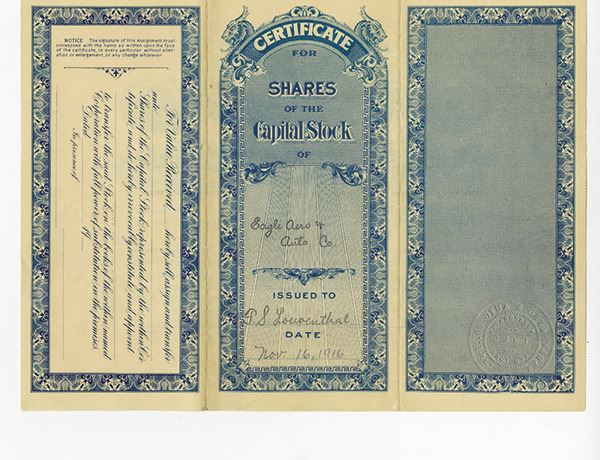 NOTICE The signature of this Assignment must
correspond with the name as written upon the face
of the certificate, in every particular without alter-
ation or enlargement, or any change whatever.
For Value Received hereby sell, assign and transfer
unto
Shares of the Capital Stock represented by the within Cer-
tificate, and do hereby irrevocably constitute and appoint
to transfer the said Stock on the books of the within named
Corporation with full power of substitution in the premises.
Dated 19
In presence of
CERTIFICATE
FOR
SHARES
OF THE
Capital Stock
OF
Eagle Aero &
Auto Co.
ISSUED TO
P.S. Loewenthal
DATE
Nov. 16, 1916